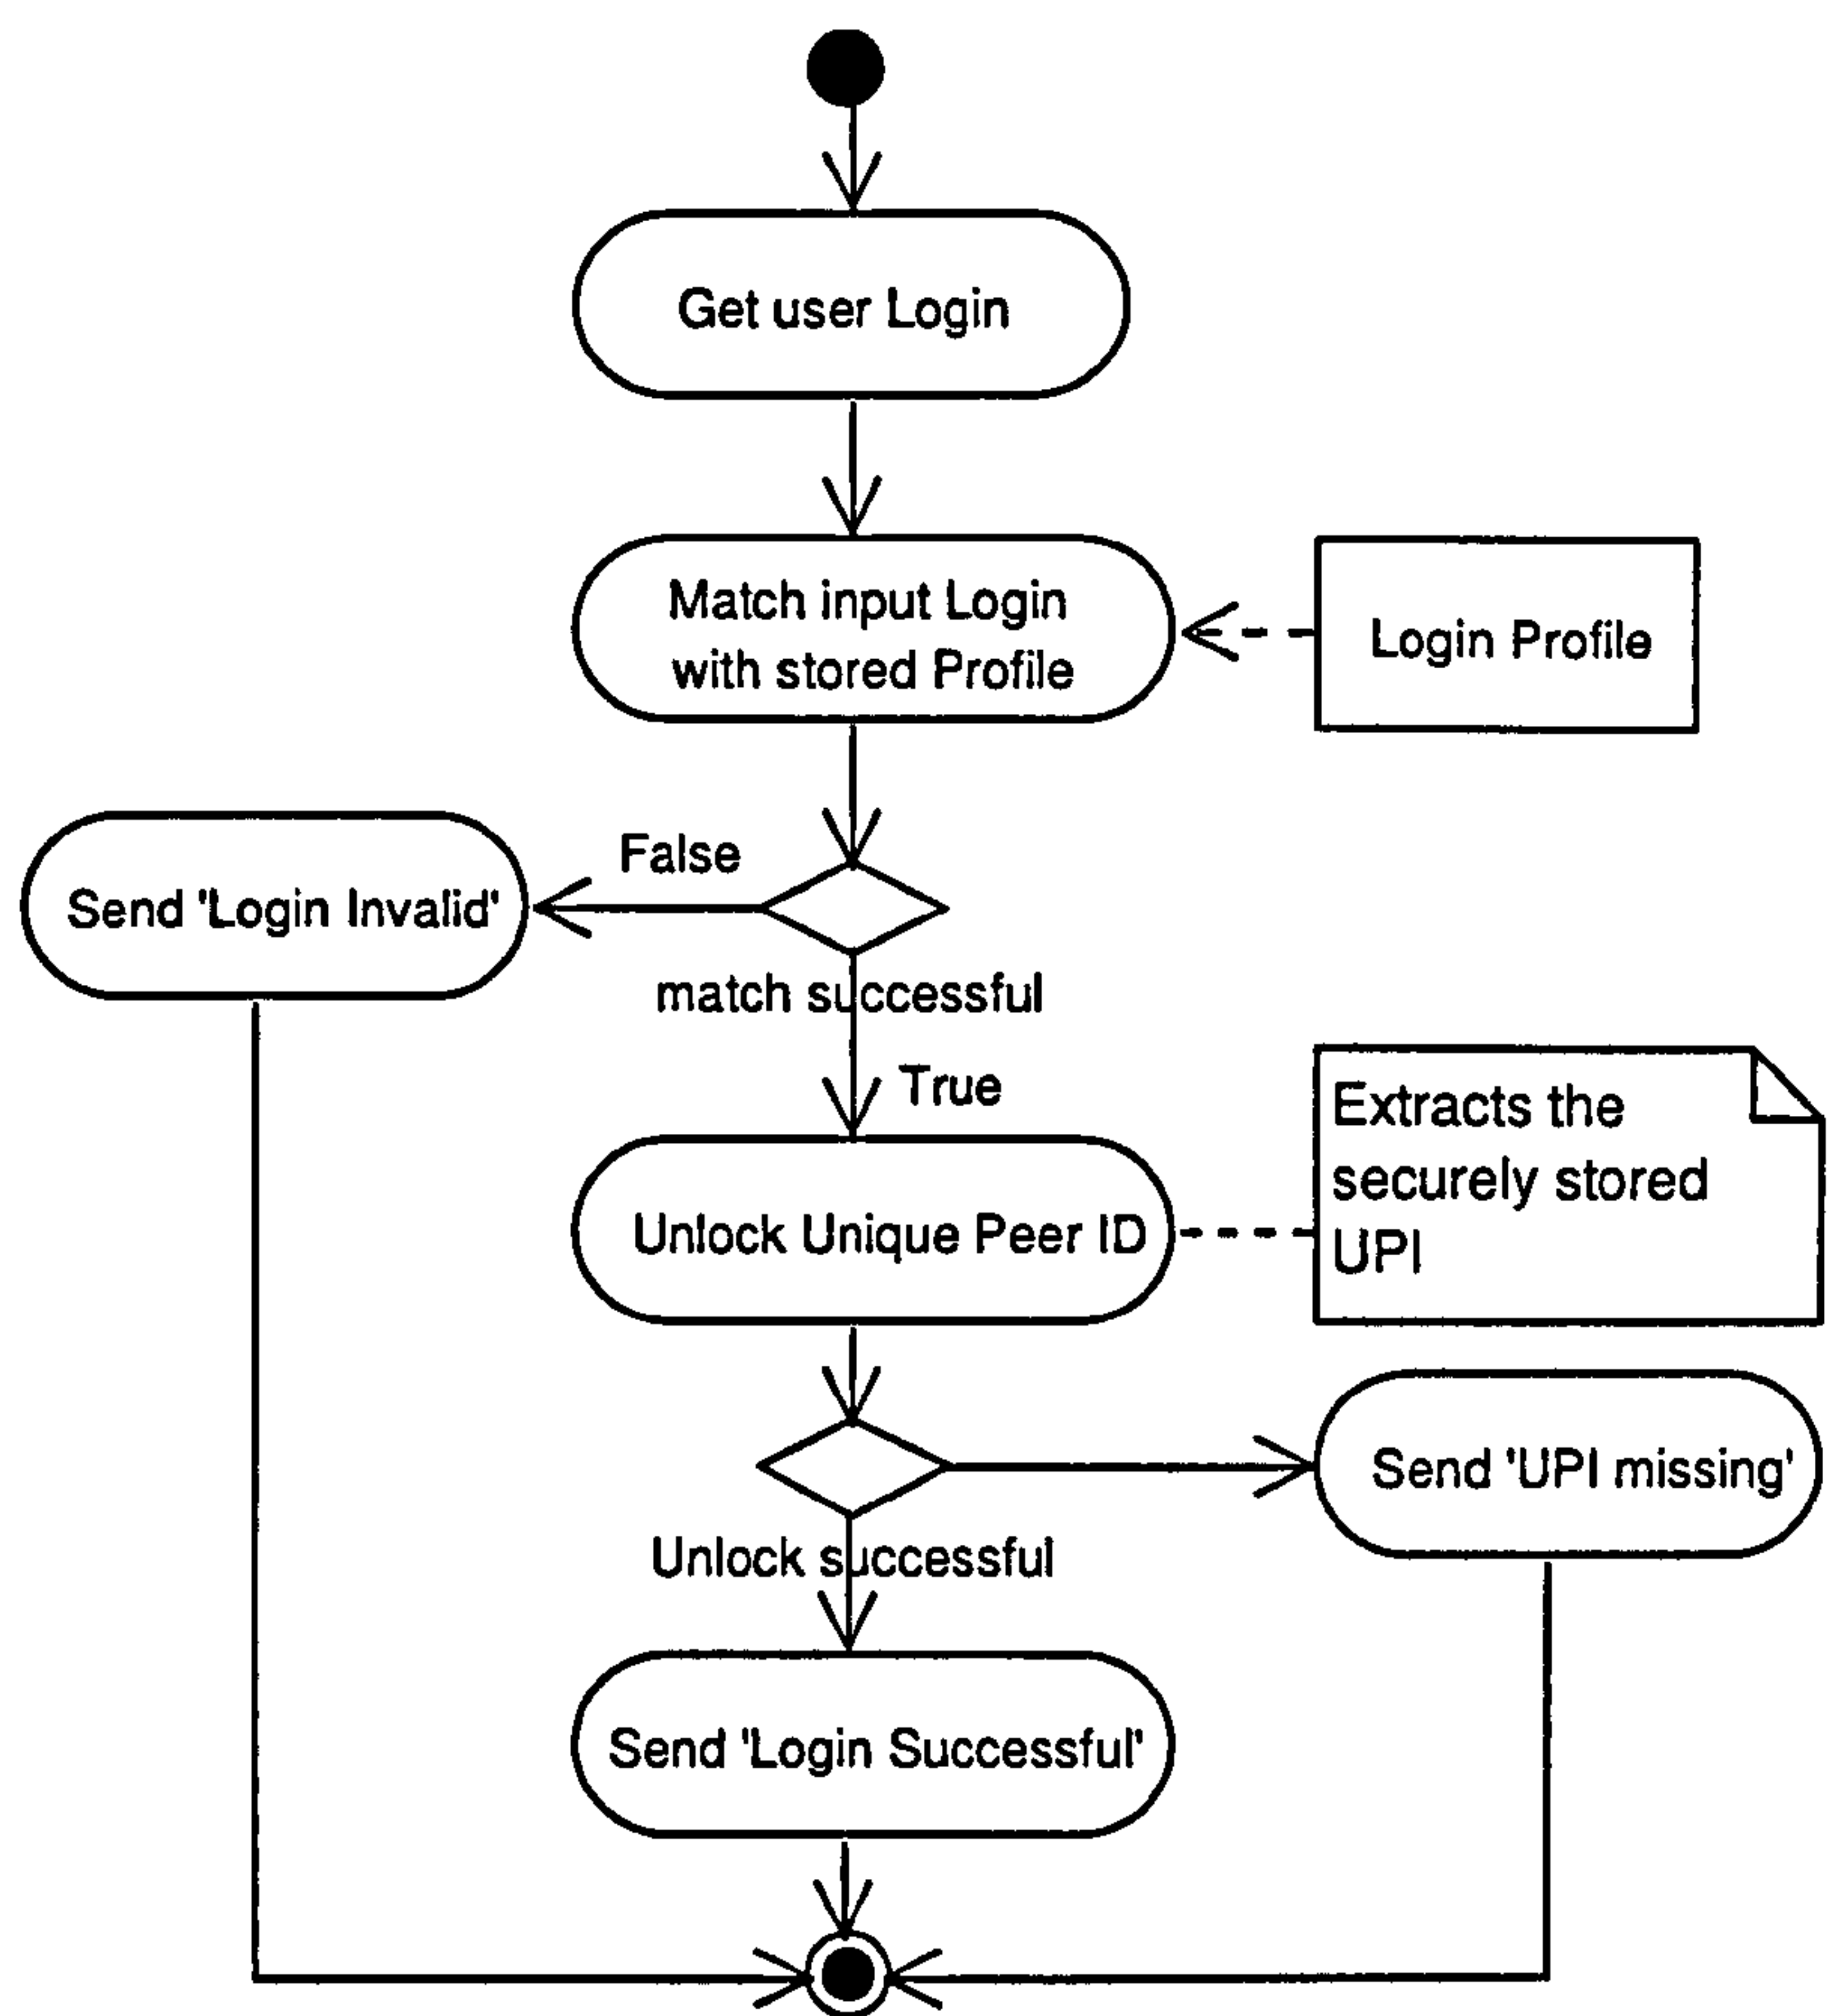 Get user Login
Match input Login
with stored Profile
Login Profile
False
Send 'Login Invalid'
match successful
True
Extracts the
securely stored
UPI
Unlock Unique Peer ID
Send 'UPI missing'
Unlock successful
Send 'Login Successful'